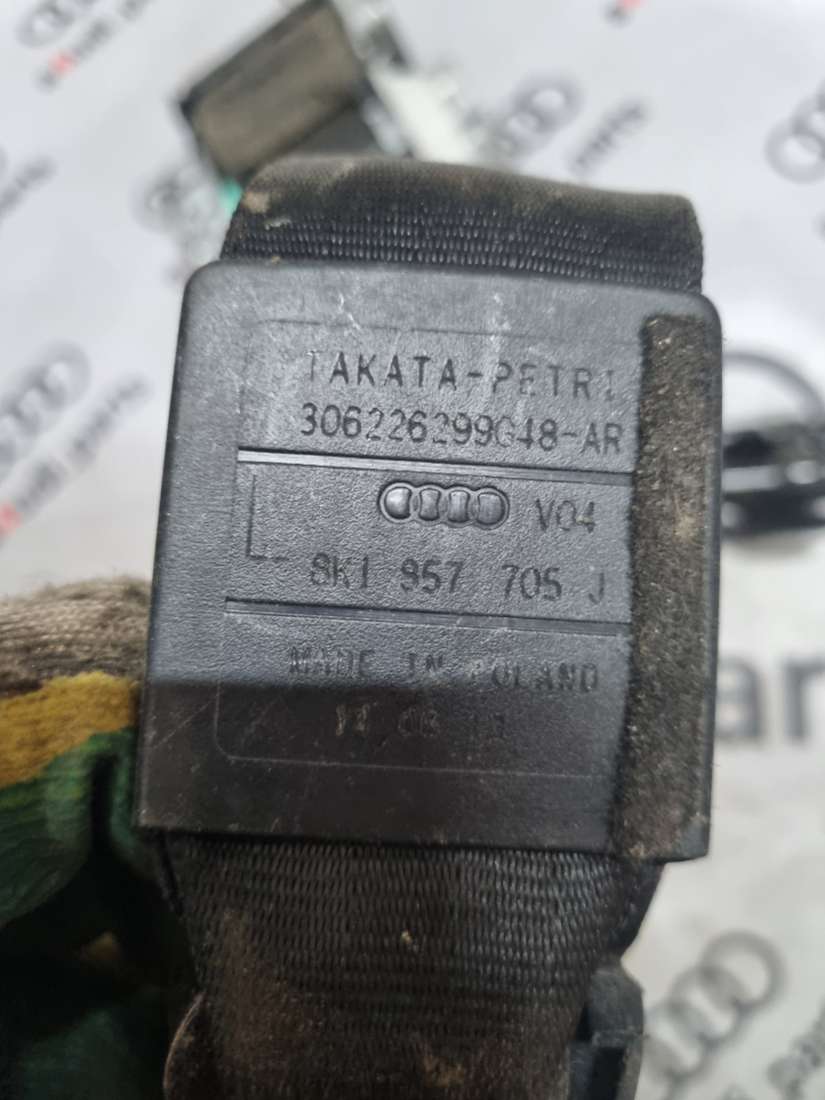 TAKATA-PETRI
306226299G48-AR
V04
8K1 857 705 J
MADE IN POLAND